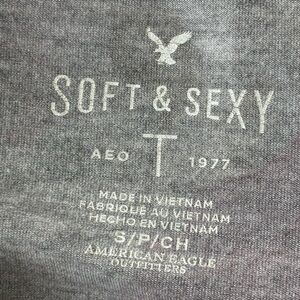 SOFT & SEXY
AEO T 1977
MADE IN VIETNAM
FABRIQUÉ AU VIETNAM
HECHO EN VIETNAM
S/P/CH
AMERICAN EAGLE
OUTFITTERS